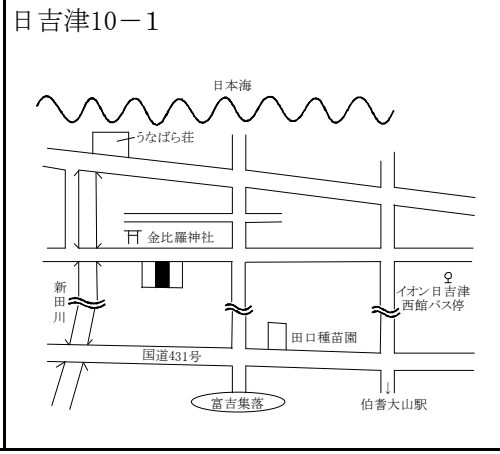 日吉津10－1
日本海
うなばら荘
金比羅神社
新田川
イオン日吉津
西館バス停
田口種苗園
国道431号
富吉集落
↓
伯耆大山駅